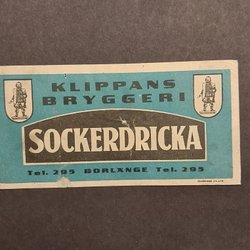 KLIPPANS
BRYGGERI
SOCKERDRICKA
Tel. 295 BORLÄNGE Tel. 295